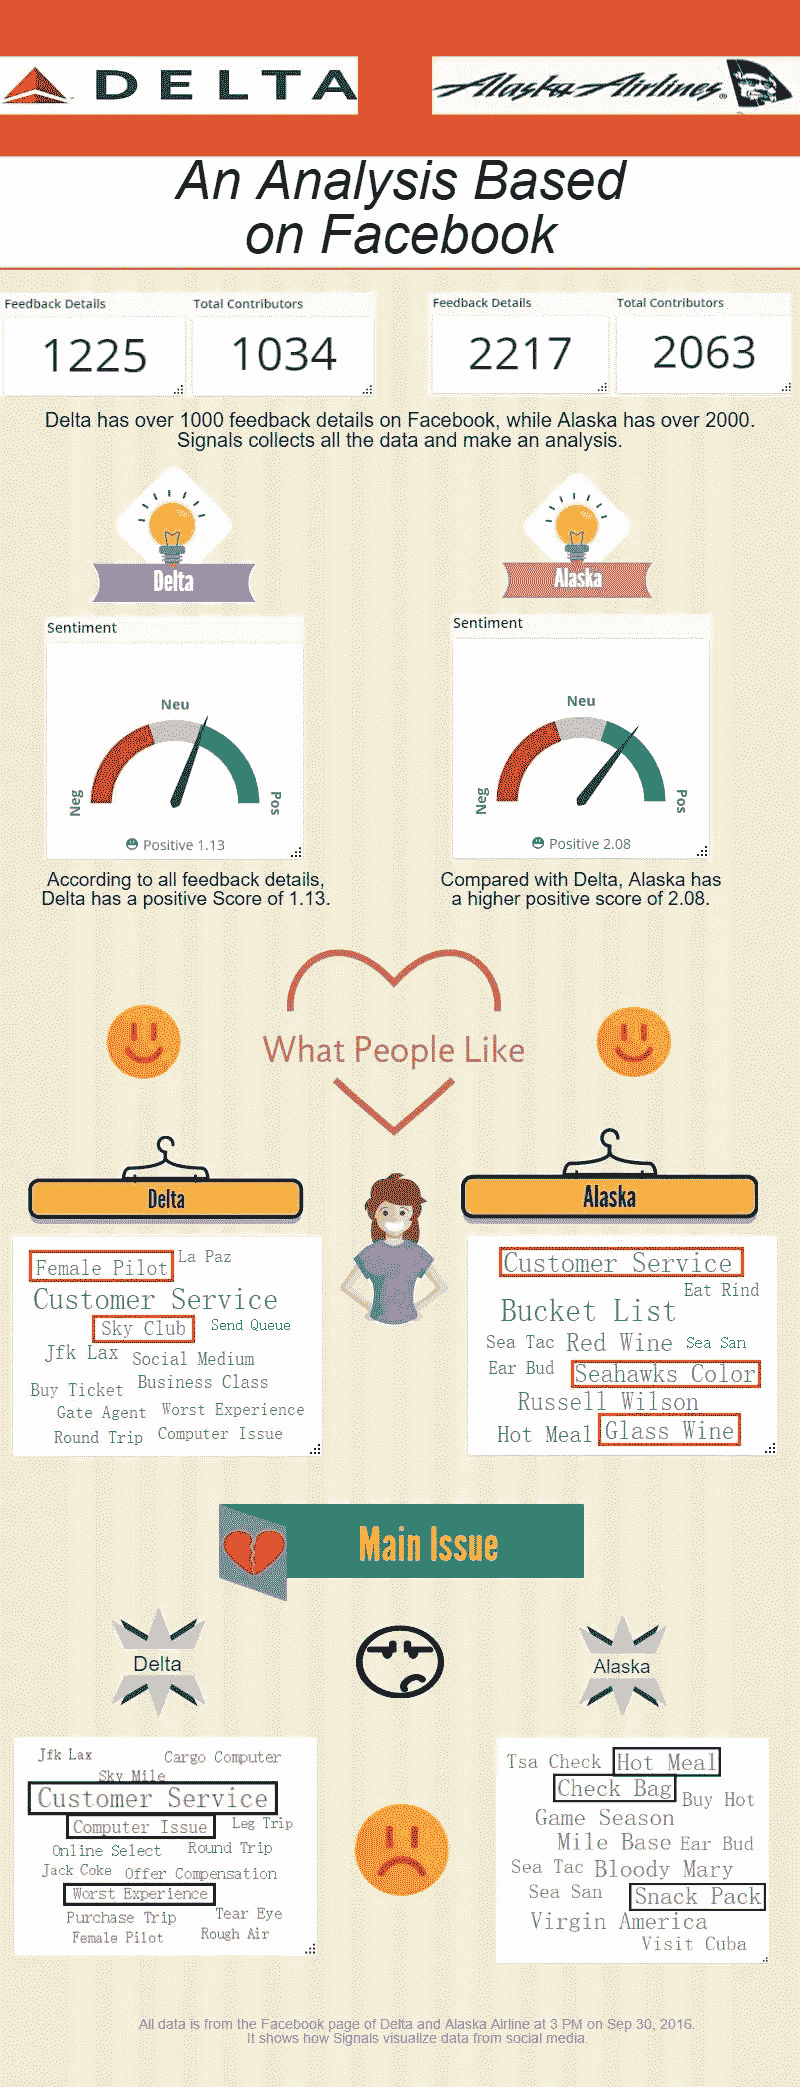 DELTA
Alaska Airlines
An Analysis Based
on Facebook
Feedback Details
Total Contributors
1225
1034
Feedback Details
Total Contributors
2217
2063
Delta has over 1000 feedback details on Facebook, while Alaska has over 2000.
Signals collects all the data and make an analysis.
Delta
Alaska
Sentiment
Neu
Neg
Pos
Positive 1.13
Sentiment
Neu
Neg
Pos
Positive 2.08
According to all feedback details,
Delta has a positive Score of 1.13.
Compared with Delta, Alaska has
a higher positive score of 2.08.
What People Like
Delta
Alaska
Female Pilot La Paz
Customer Service
Sky Club Send Queue
Jfk Lax Social Medium
Buy Ticket Business Class
Gate Agent Worst Experience
Round Trip Computer Issue
Customer Service
Eat Rind
Bucket List
Sea Tac Red Wine Sea San
Ear Bud Seahawks Color
Russell Wilson
Hot Meal Glass Wine
Main Issue
Delta
Alaska
Jfk Lax Cargo Computer
Sky Mile
Customer Service
Computer Issue Leg Trip
Online Select Round Trip
Jack Coke Offer Compensation
Worst Experience
Purchase Trip Tear Eye
Female Pilot Rough Air
Tsa Check Hot Meal
Check Bag Buy Hot
Game Season
Mile Base Ear Bud
Sea Tac Bloody Mary
Sea San Snack Pack
Virgin America
Visit Cuba
All data is from the Facebook page of Delta and Alaska Airline at 3 PM on Sep 30, 2016.
It shows how Signals visualize data from social media.